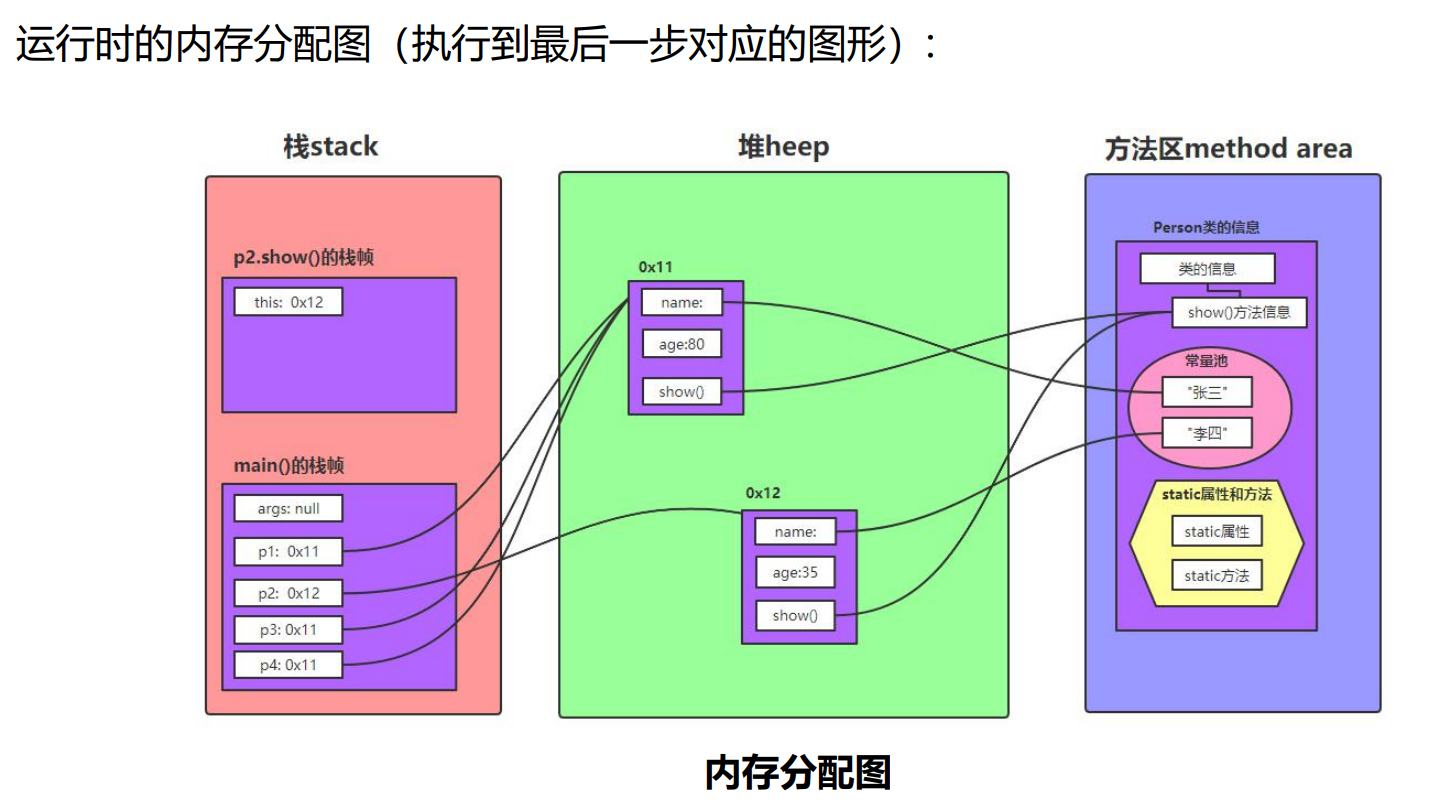 运行时的内存分配图（执行到最后一步对应的图形）：
栈stack
p2.show()的栈帧
this: 0x12
main()的栈帧
args: null
p1: 0x11
p2: 0x12
p3: 0x11
p4: 0x11
堆heep
0x11
name:
age:80
show()
0x12
name:
age:35
show()
方法区method area
Person类的信息
类的信息
show()方法信息
常量池
"张三"
"李四"
static属性和方法
static属性
static方法
内存分配图